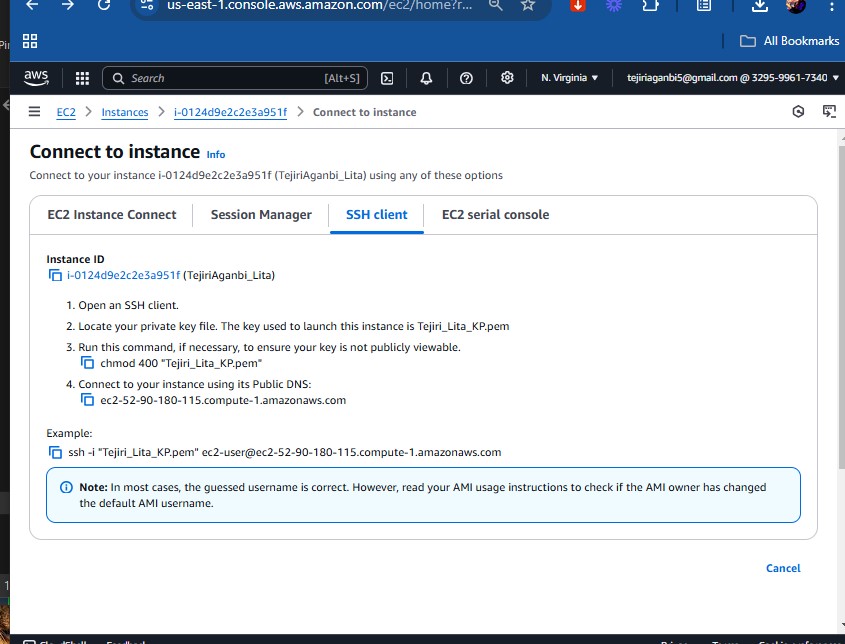 us-east-1.console.aws.amazon.com/ec2/home?r...
All Bookmarks
aws
Search
[Alt+S]
N. Virginia
tejiriaganbi5@gmail.com @ 3295-9961-7340
EC2
Instances
i-0124d9e2c2e3a951f
Connect to instance
Connect to instance Info
Connect to your instance i-0124d9e2c2e3a951f (TejiriAganbi_Lita) using any of these options
EC2 Instance Connect
Session Manager
SSH client
EC2 serial console
Instance ID
i-0124d9e2c2e3a951f (TejiriAganbi_Lita)
1. Open an SSH client.
2. Locate your private key file. The key used to launch this instance is Tejiri_Lita_KP.pem
3. Run this command, if necessary, to ensure your key is not publicly viewable.
chmod 400 "Tejiri_Lita_KP.pem"
4. Connect to your instance using its Public DNS:
ec2-52-90-180-115.compute-1.amazonaws.com
Example:
ssh -i "Tejiri_Lita_KP.pem" ec2-user@ec2-52-90-180-115.compute-1.amazonaws.com
Note: In most cases, the guessed username is correct. However, read your AMI usage instructions to check if the AMI owner has changed
the default AMI username.
Cancel